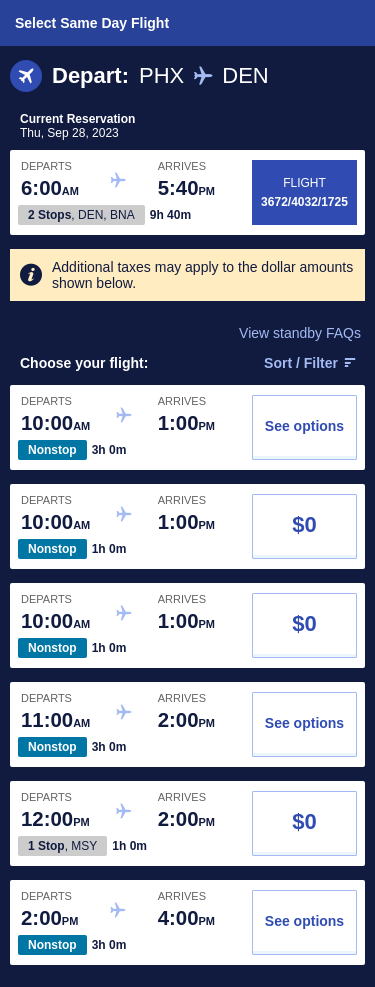 Select Same Day Flight
Depart: PHX DEN
Current Reservation
Thu, Sep 28, 2023
DEPARTS ARRIVES
6:00AM 5:40PM
2 Stops, DEN, BNA 9h 40m
FLIGHT
3672/4032/1725
Additional taxes may apply to the dollar amounts
shown below.
View standby FAQs
Choose your flight: Sort / Filter
DEPARTS ARRIVES
10:00AM 1:00PM
Nonstop 3h 0m
See options
DEPARTS ARRIVES
10:00AM 1:00PM
Nonstop 1h 0m
$0
DEPARTS ARRIVES
10:00AM 1:00PM
Nonstop 1h 0m
$0
DEPARTS ARRIVES
11:00AM 2:00PM
Nonstop 3h 0m
See options
DEPARTS ARRIVES
12:00PM 2:00PM
1 Stop, MSY 1h 0m
$0
DEPARTS ARRIVES
2:00PM 4:00PM
Nonstop 3h 0m
See options